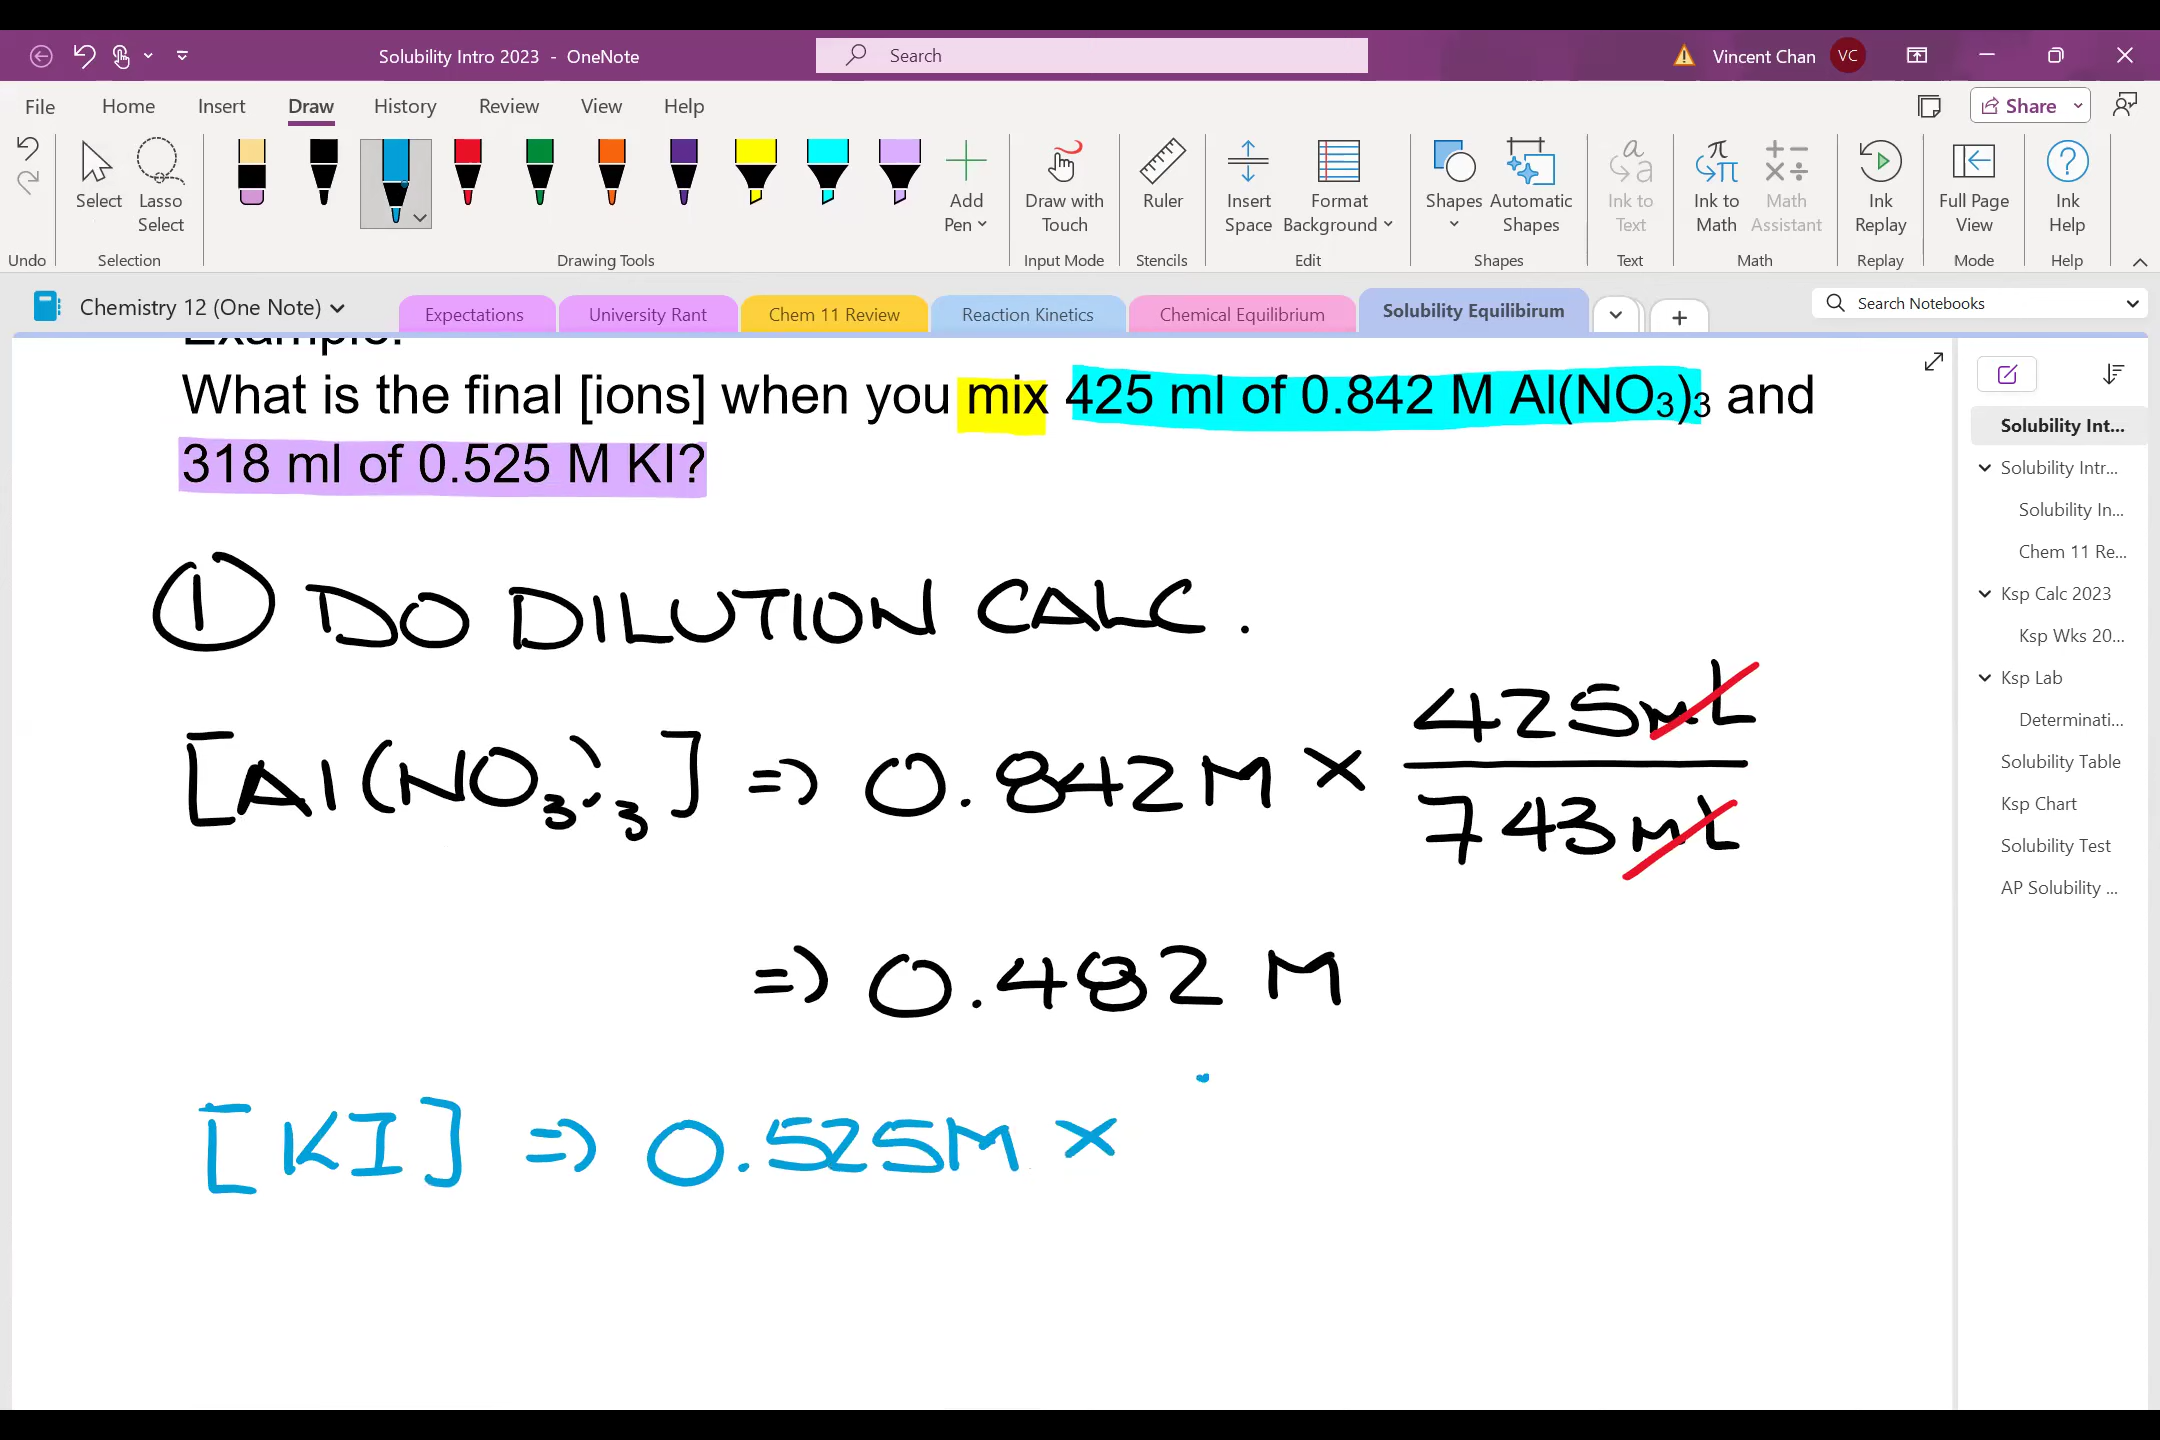 Solubility Intro 2023 - OneNote
Search
Vincent Chan VC
File Home Insert Draw History Review View Help
Share
Select
Lasso Select
Add Pen
Draw with Touch
Ruler
Insert Space
Format Background
Shapes
Automatic Shapes
Ink to Text
Ink to Math
Math Assistant
Ink Replay
Full Page View
Ink Help
Undo Selection Drawing Tools Input Mode Stencils Edit Shapes Text Math Replay Mode Help
Chemistry 12 (One Note)
Expectations University Rant Chem 11 Review Reaction Kinetics Chemical Equilibrium Solubility Equilibirum
Search Notebooks
Example:
What is the final [ions] when you mix 425 ml of 0.842 M Al(NO₃)₃ and
318 ml of 0.525 M KI?
① DO DILUTION CALC.
[Al(NO₃)₃] => 0.842 M × 425 mL / 743 mL
=> 0.482 M
[KI] => 0.525M ×
Solubility Int...
Solubility Intr...
Solubility In...
Chem 11 Re...
Ksp Calc 2023
Ksp Wks 20...
Ksp Lab
Determinati...
Solubility Table
Ksp Chart
Solubility Test
AP Solubility ...